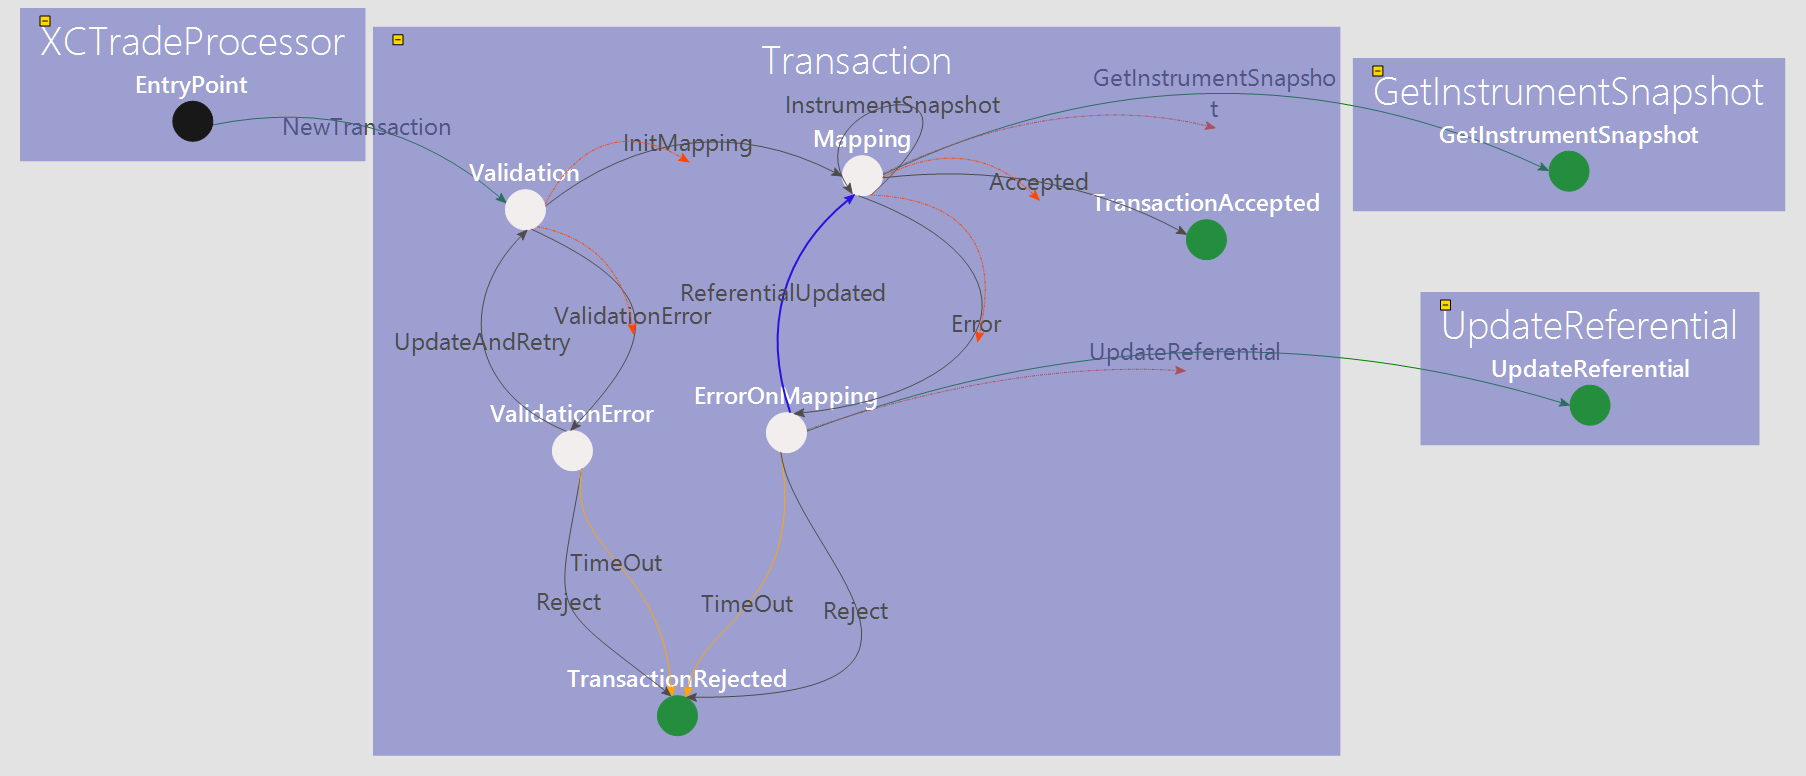 XCTradeProcessor
EntryPoint
NewTransaction
Transaction
Validation
InitMapping
InstrumentSnapshot
Mapping
GetInstrumentSnapsho
t
Accepted
TransactionAccepted
ValidationError
UpdateAndRetry
ReferentialUpdated
Error
UpdateReferential
ValidationError
ErrorOnMapping
TimeOut
Reject
TimeOut
Reject
TransactionRejected
GetInstrumentSnapshot
GetInstrumentSnapshot
UpdateReferential
UpdateReferential